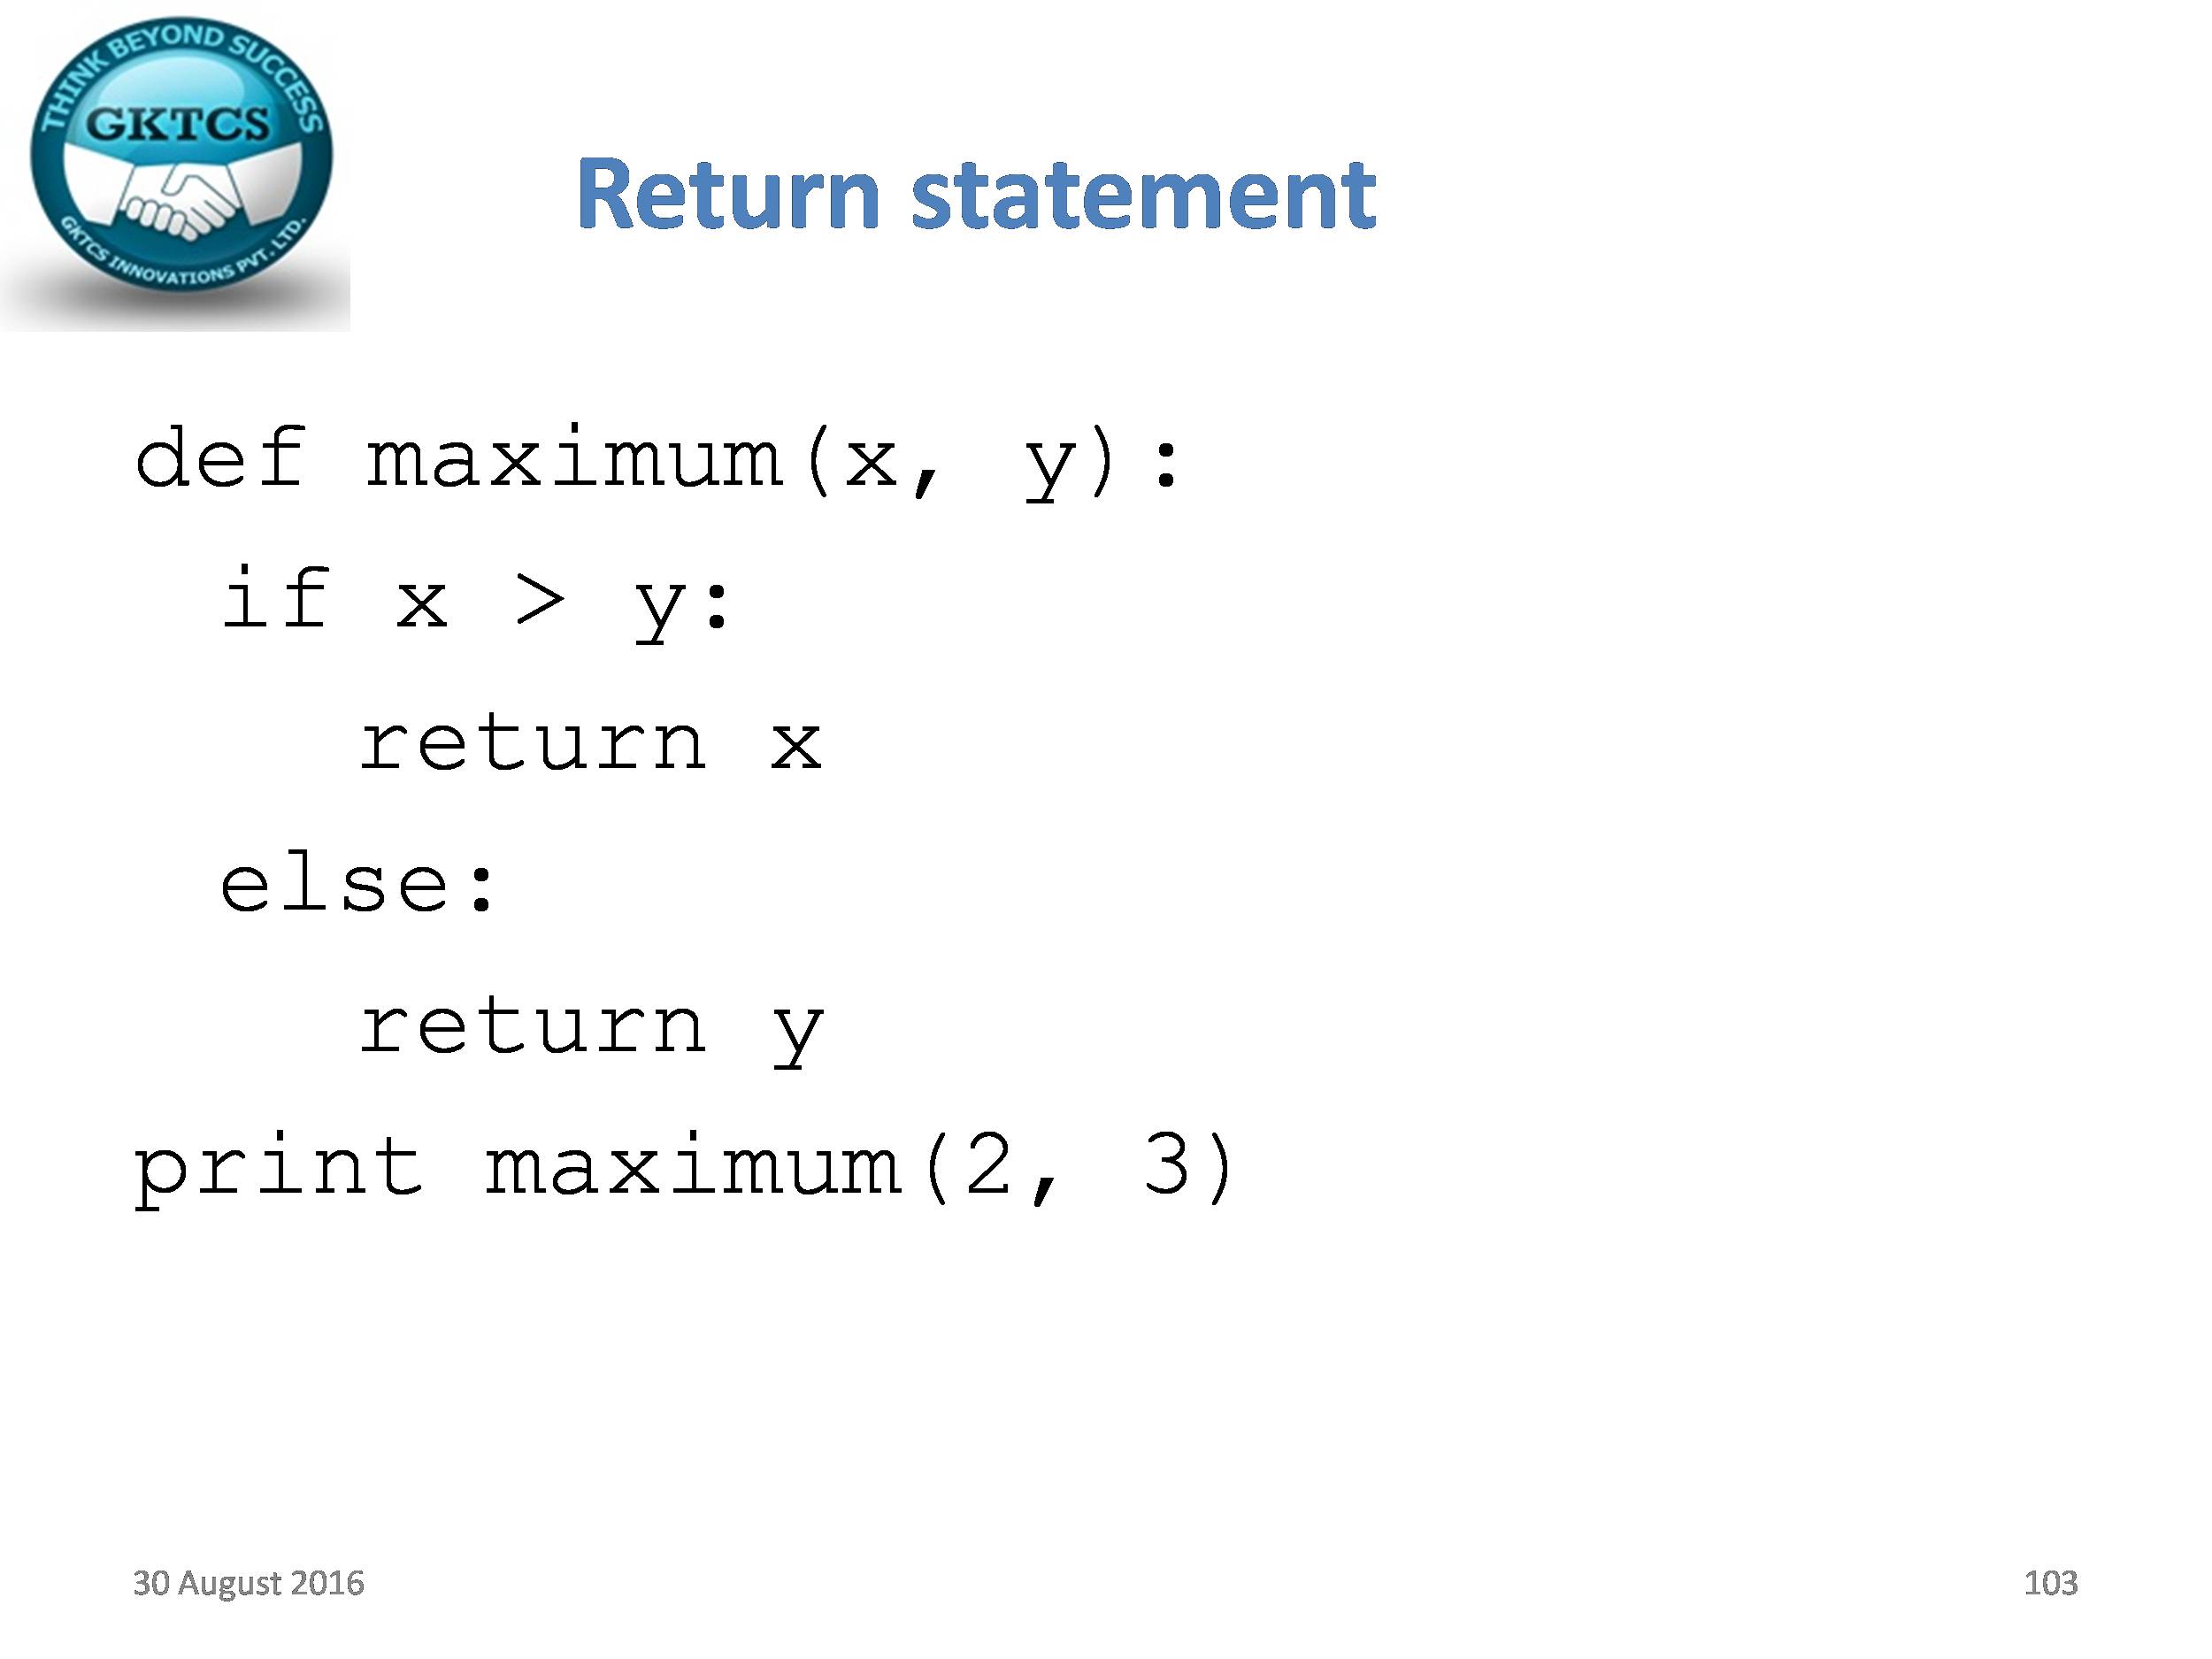 THINK BEYOND SUCCESS
GKTCS
GKTCS INNOVATIONS PVT. LTD.
Return statement
def maximum(x, y):
if x > y:
return x
else:
return y
print maximum(2, 3)
30 August 2016
103